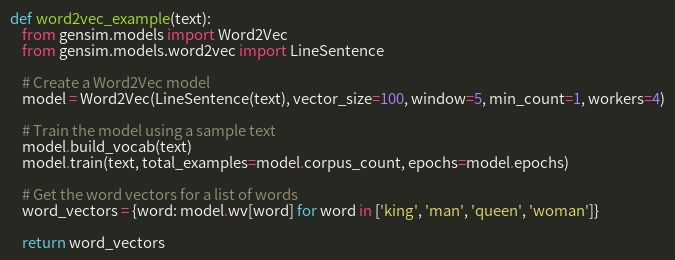 def word2vec_example(text):
    from gensim.models import Word2Vec
    from gensim.models.word2vec import LineSentence

    # Create a Word2Vec model
    model = Word2Vec(LineSentence(text), vector_size=100, window=5, min_count=1, workers=4)

    # Train the model using a sample text
    model.build_vocab(text)
    model.train(text, total_examples=model.corpus_count, epochs=model.epochs)

    # Get the word vectors for a list of words
    word_vectors = {word: model.wv[word] for word in ['king', 'man', 'queen', 'woman']}

    return word_vectors